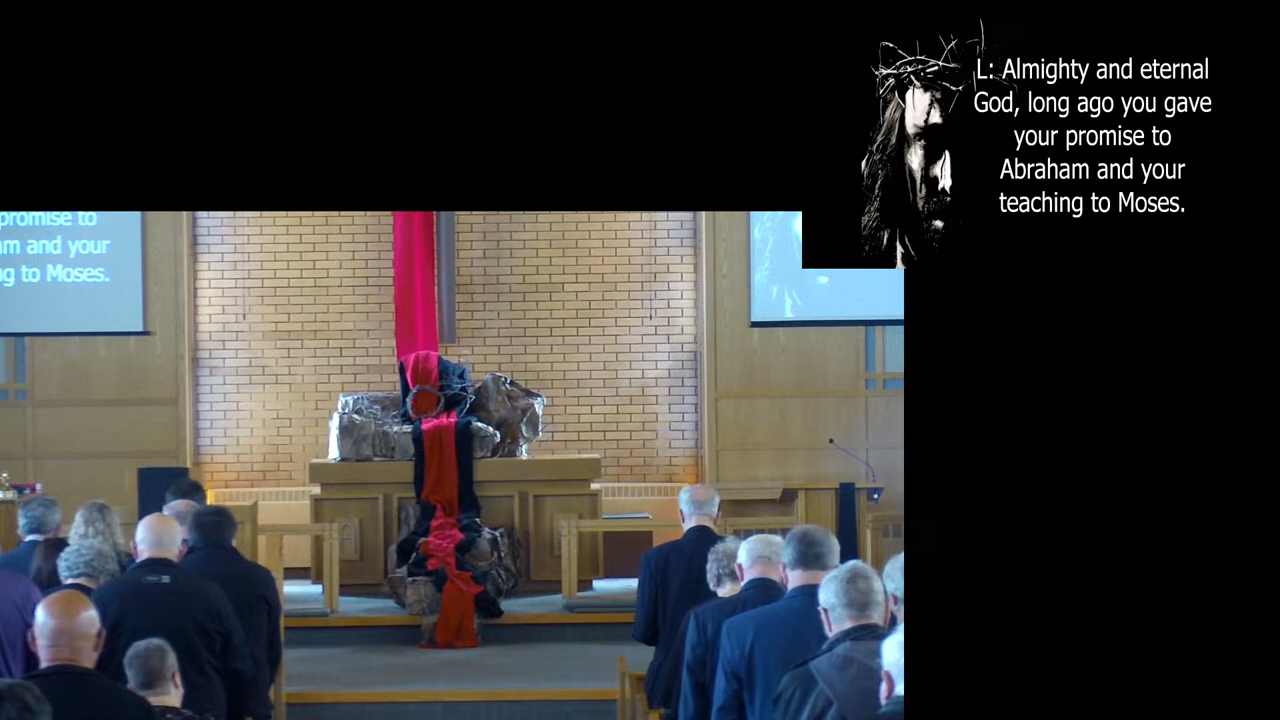 L: Almighty and eternal
God, long ago you gave
your promise to
Abraham and your
teaching to Moses.
promise to
am and your
ng to Moses.